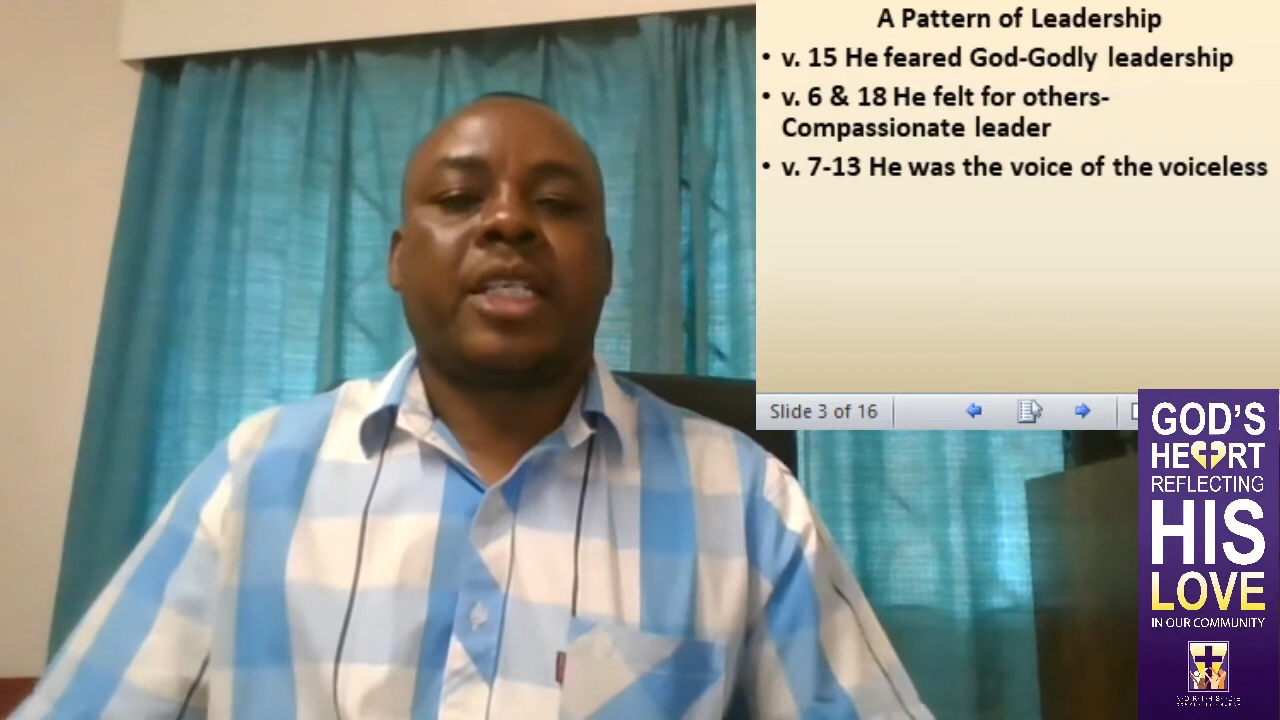 A Pattern of Leadership
• v. 15 He feared God-Godly leadership
• v. 6 & 18 He felt for others-
Compassionate leader
• v. 7-13 He was the voice of the voiceless
Slide 3 of 16
GOD'S
HEART
REFLECTING
HIS
LOVE
IN OUR COMMUNITY